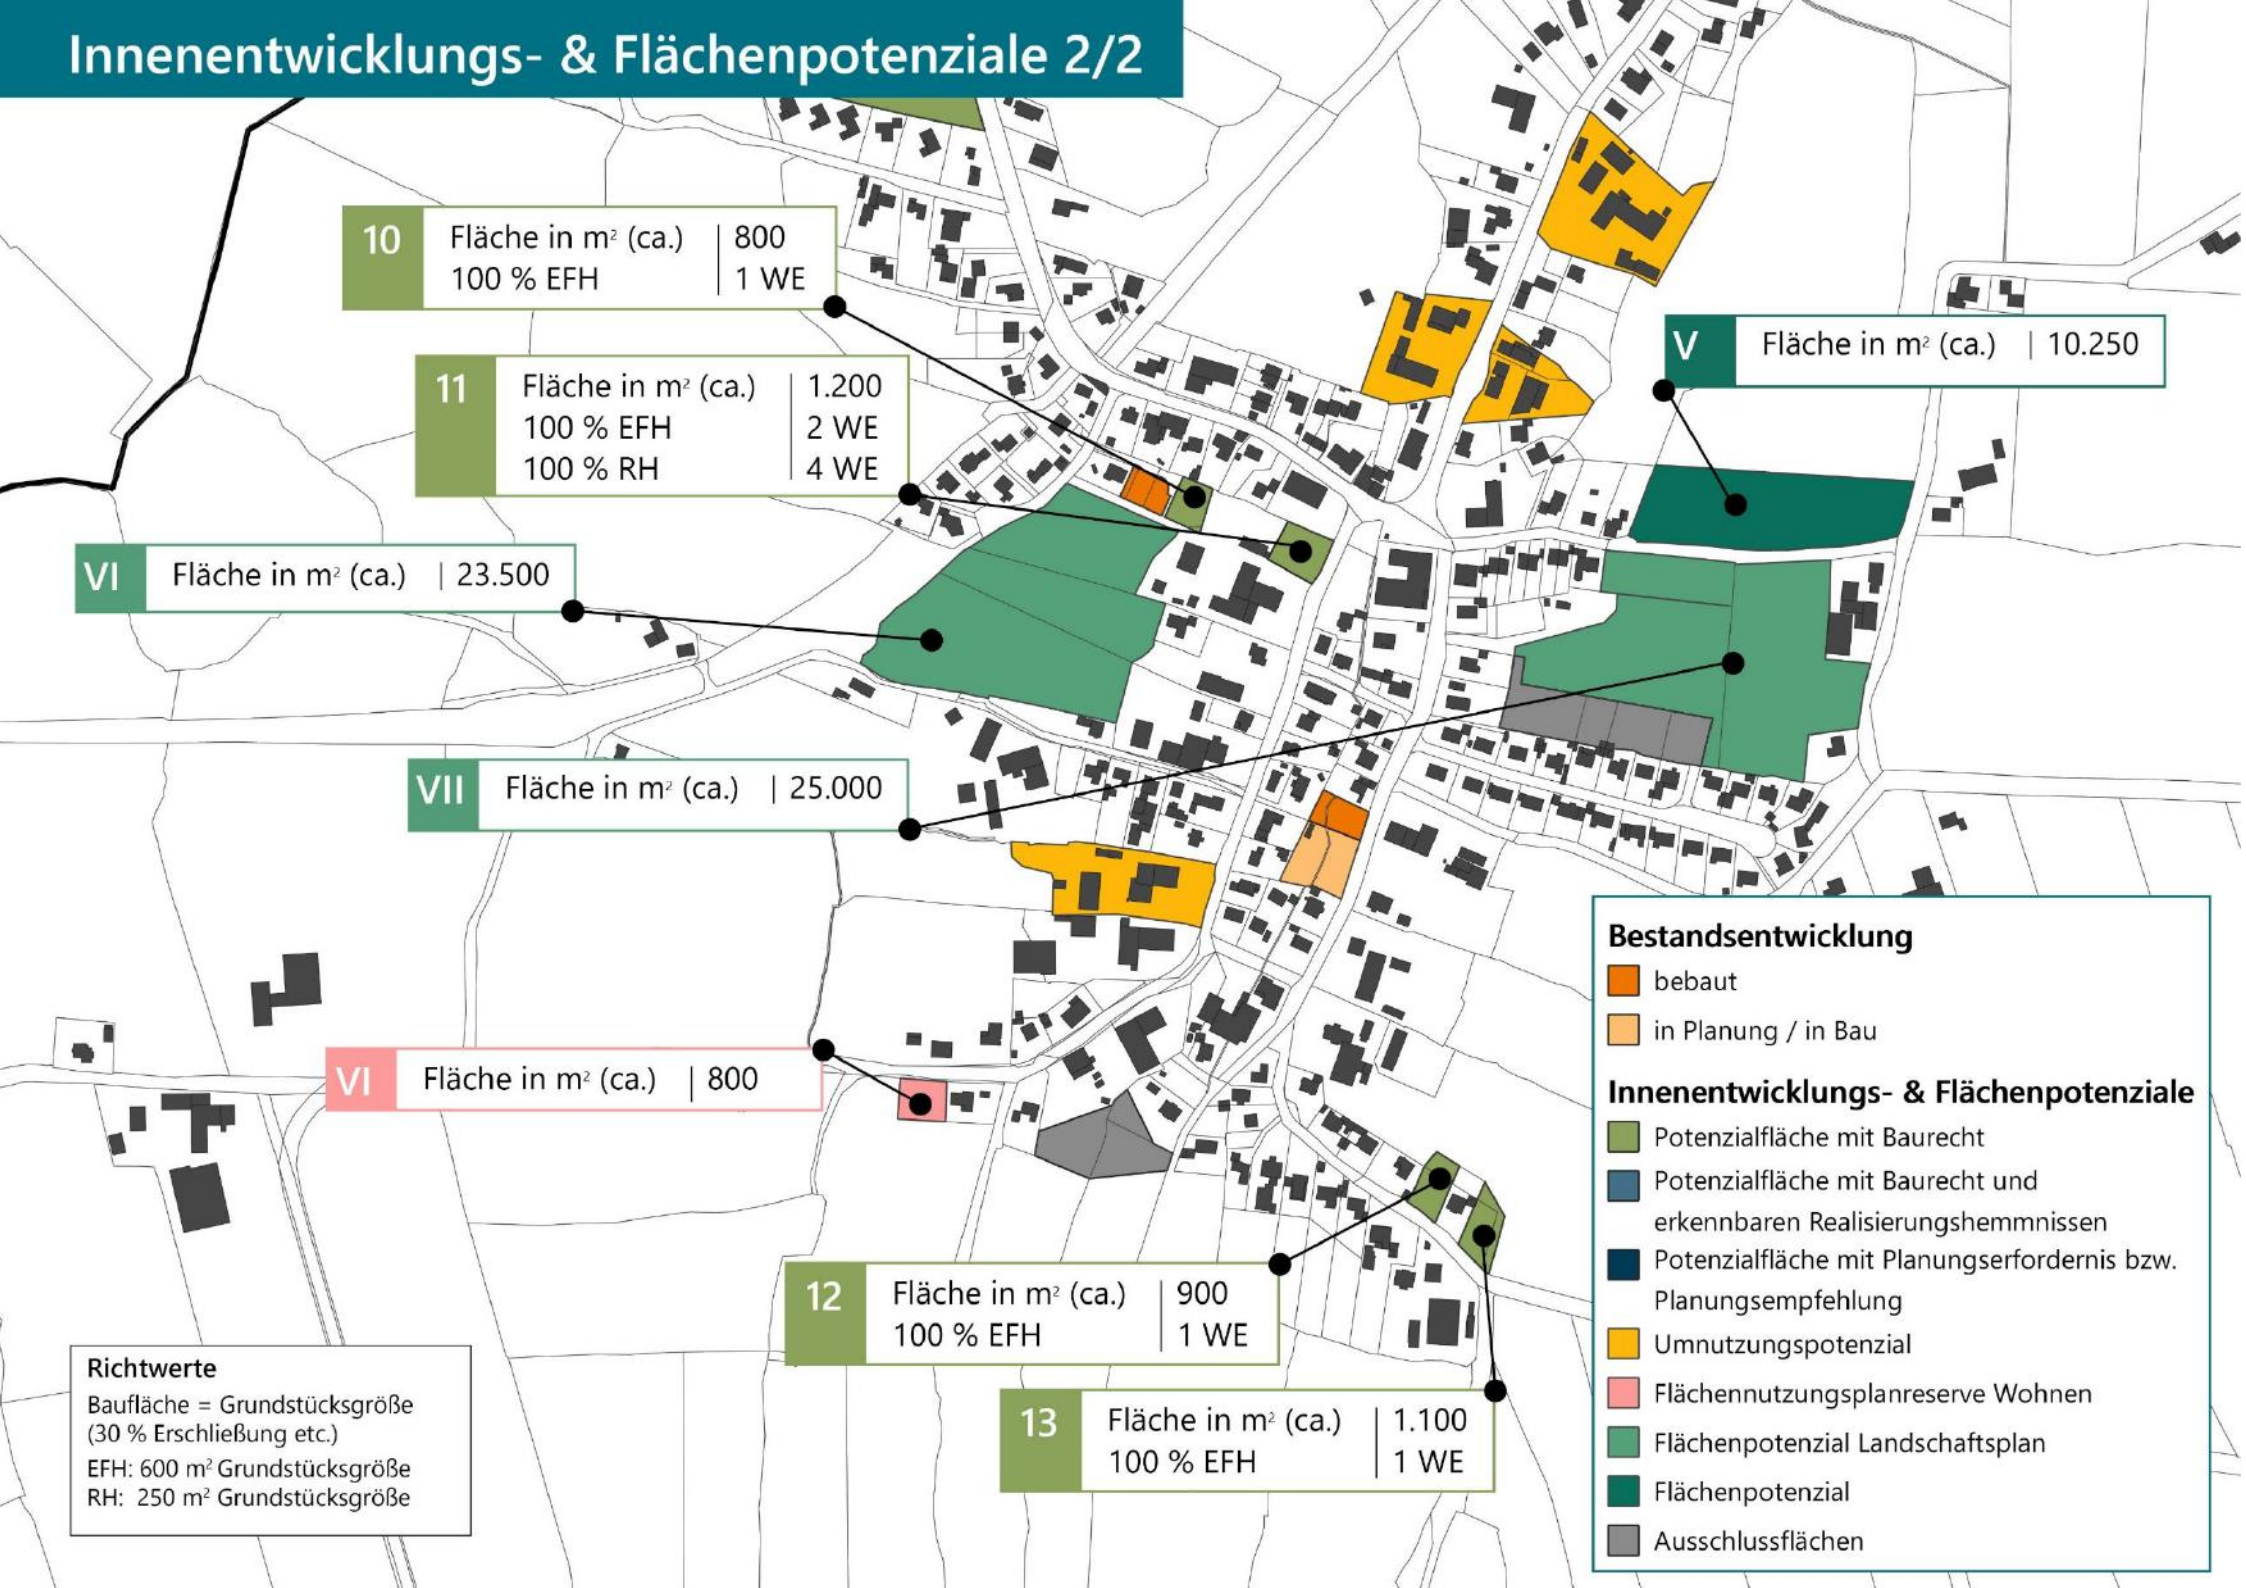 Innenentwicklungs- & Flächenpotenziale 2/2
10
Fläche in m² (ca.) | 800
100 % EFH | 1 WE
11
Fläche in m² (ca.) | 1.200
100 % EFH | 2 WE
100 % RH | 4 WE
V
Fläche in m² (ca.) | 10.250
VI
Fläche in m² (ca.) | 23.500
VII
Fläche in m² (ca.) | 25.000
VI
Fläche in m² (ca.) | 800
12
Fläche in m² (ca.) | 900
100 % EFH | 1 WE
13
Fläche in m² (ca.) | 1.100
100 % EFH | 1 WE
Richtwerte
Baufläche = Grundstücksgröße
(30 % Erschließung etc.)
EFH: 600 m² Grundstücksgröße
RH: 250 m² Grundstücksgröße
Bestandsentwicklung
bebaut
in Planung / in Bau
Innenentwicklungs- & Flächenpotenziale
Potenzialfläche mit Baurecht
Potenzialfläche mit Baurecht und
erkennbaren Realisierungshemmnissen
Potenzialfläche mit Planungserfordernis bzw.
Planungsempfehlung
Umnutzungspotenzial
Flächennutzungsplanreserve Wohnen
Flächenpotenzial Landschaftsplan
Flächenpotenzial
Ausschlussflächen